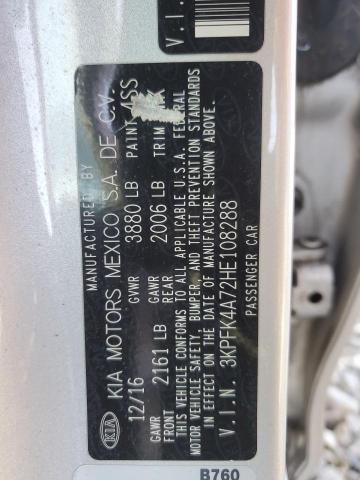 MANUFACTURED BY
KIA MOTORS MEXICO S.A. DE C.V.
KIA
12/16 GVWR 3880 LB PAINT 4SS
GAWR FRONT 2161 LB GAWR REAR 2006 LB TRIM
THIS VEHICLE CONFORMS TO ALL APPLICABLE U.S.A. FEDERAL
MOTOR VEHICLE SAFETY, BUMPER, AND THEFT PREVENTION STANDARDS
IN EFFECT ON THE DATE OF MANUFACTURE SHOWN ABOVE.
V.I.N. 3KPFK4A72HE108288
PASSENGER CAR
V.I.
B760